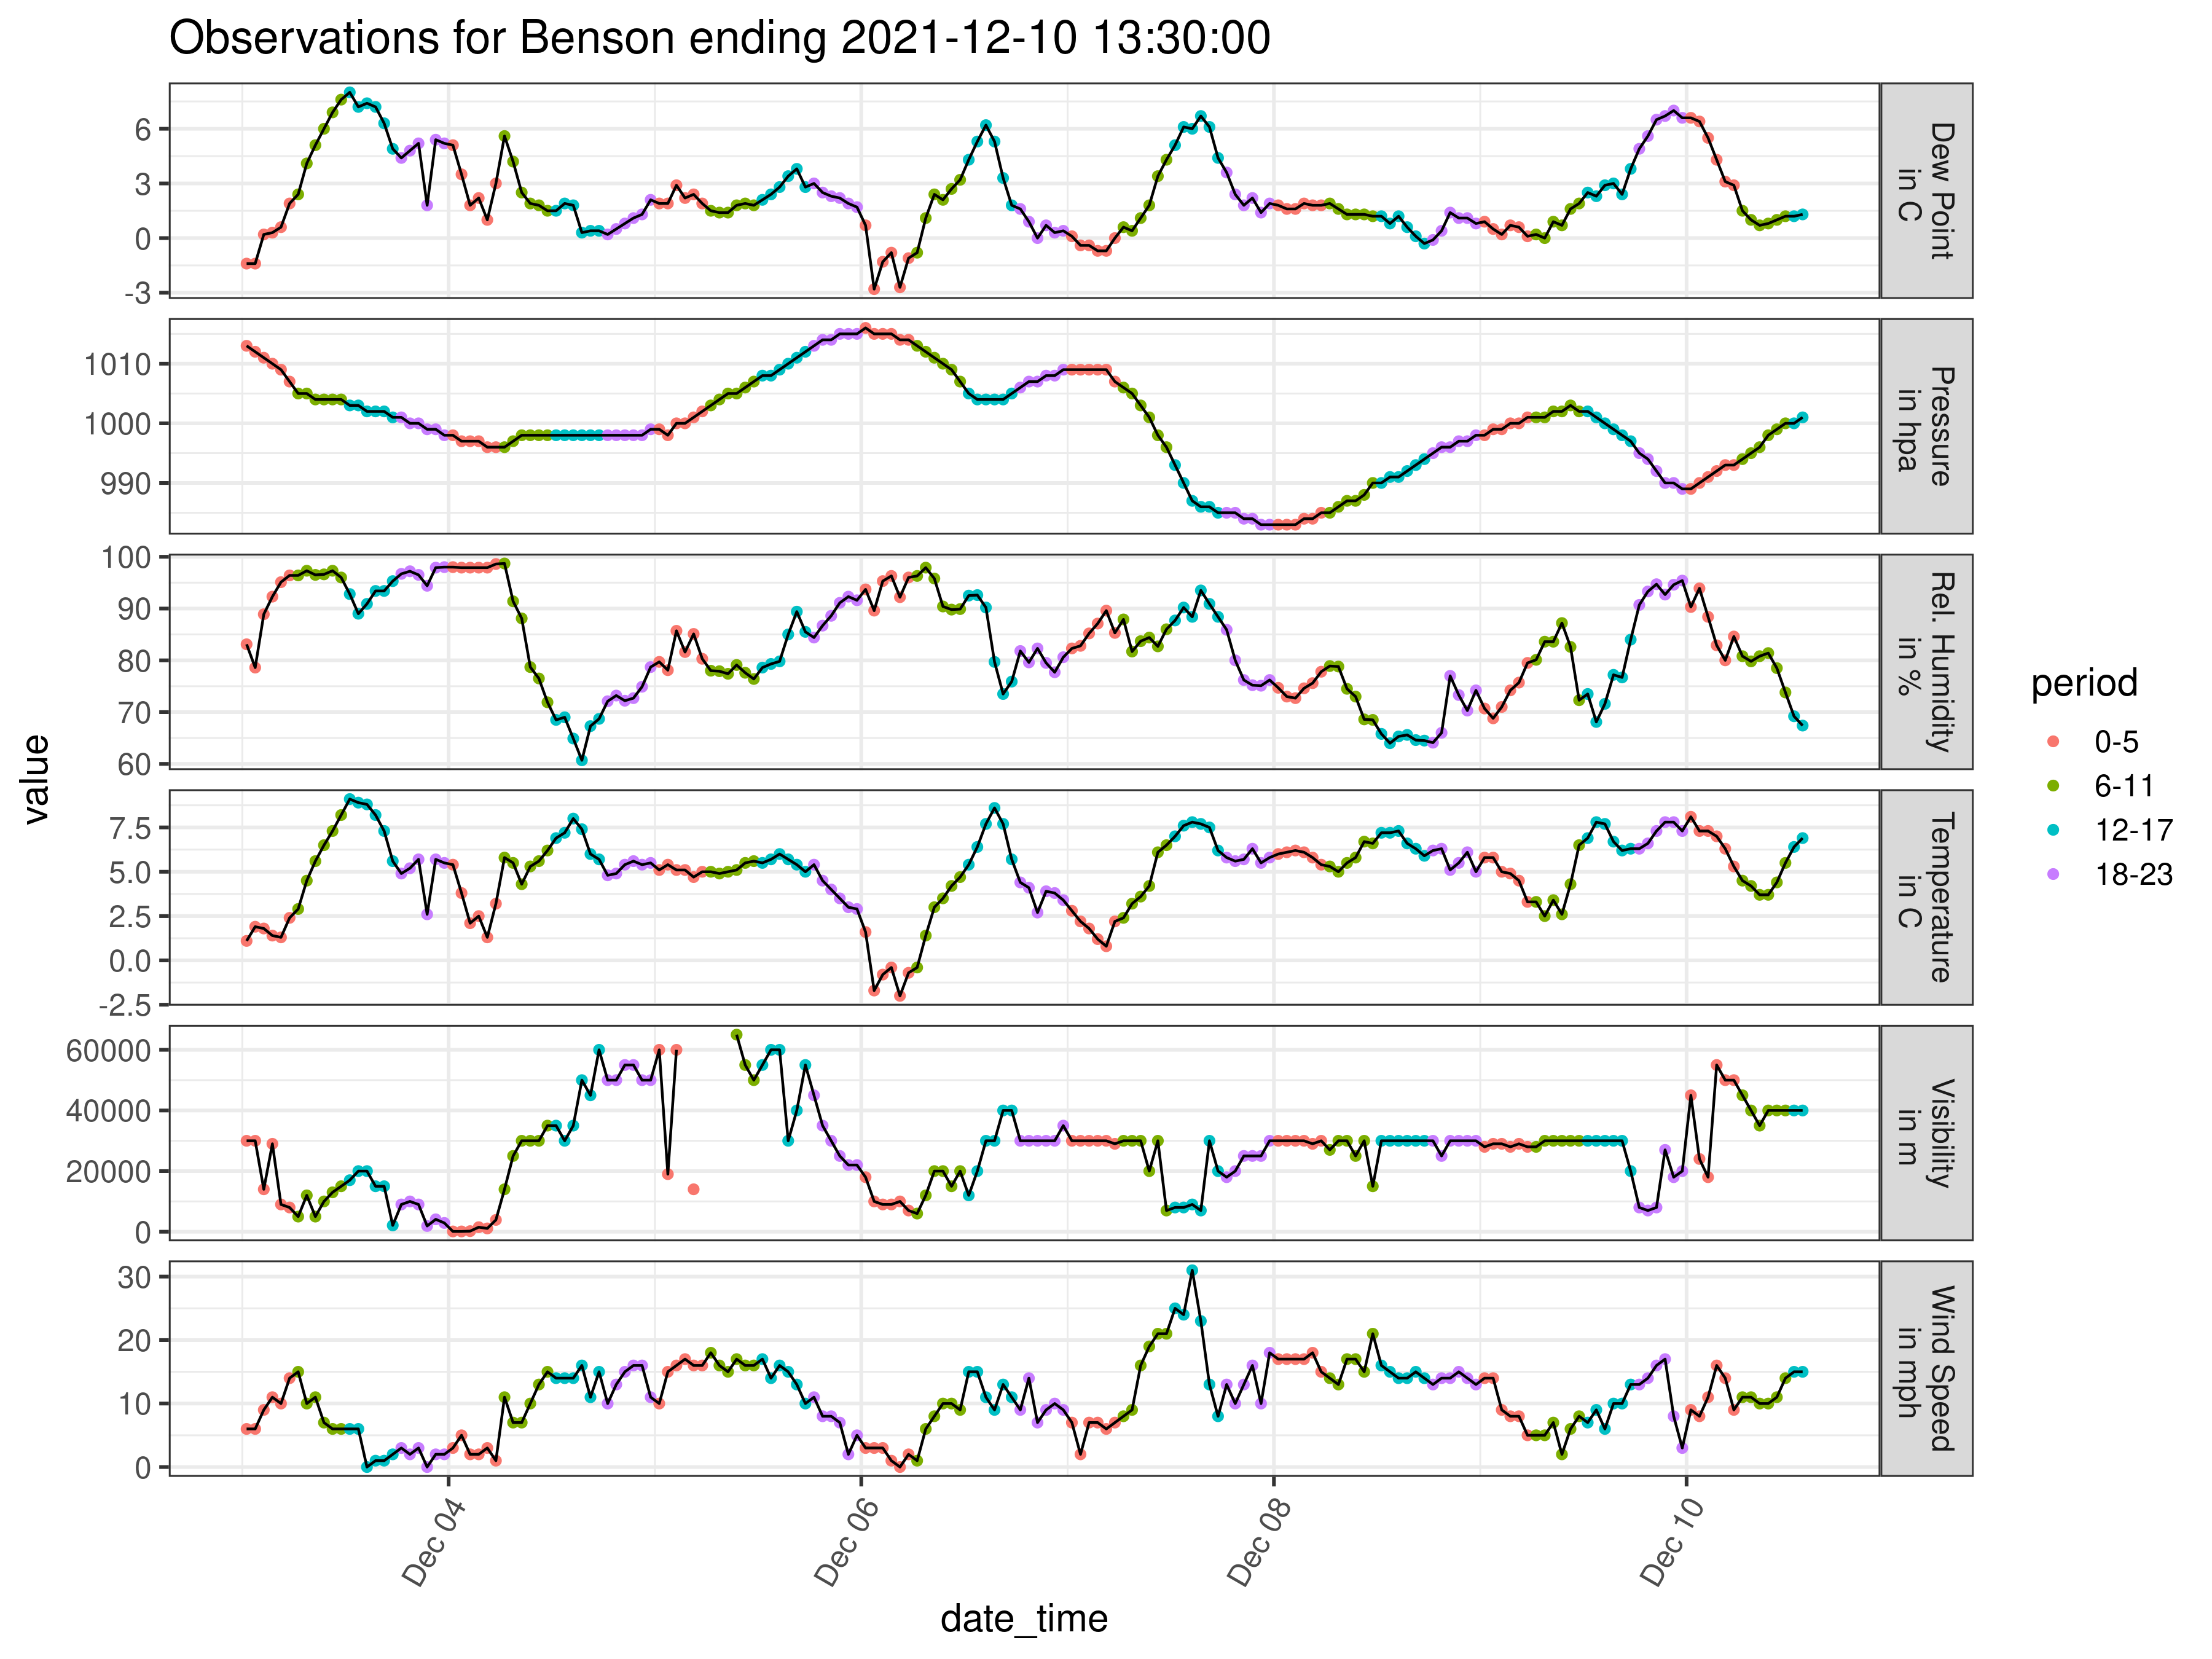 Observations for Benson ending 2021-12-10 13:30:00
value
6
3
0
-3
Dew Point
in C
1010
1000
990
Pressure
in hpa
100
90
80
70
60
Rel. Humidity
in %
7.5
5.0
2.5
0.0
-2.5
Temperature
in C
60000
40000
20000
0
Visibility
in m
30
20
10
0
Wind Speed
in mph
Dec 04
Dec 06
Dec 08
Dec 10
date_time
period
0-5
6-11
12-17
18-23